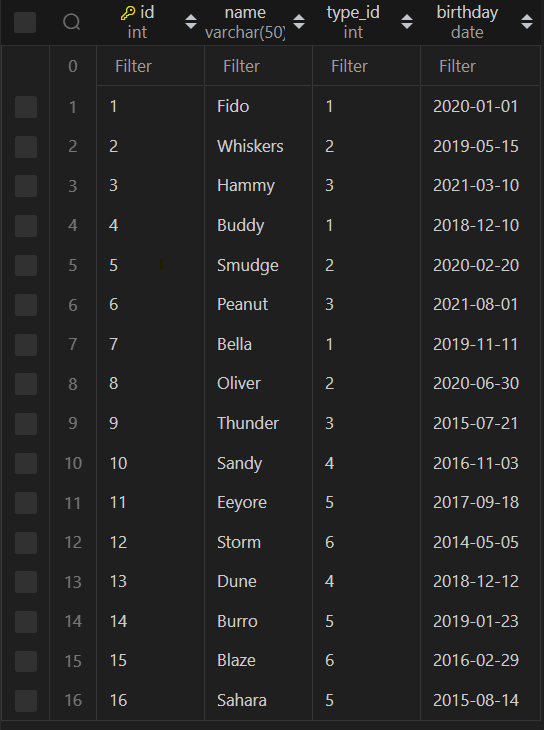 id name type_id birthday
int varchar(50) int date
0 Filter Filter Filter Filter
1 1 Fido 1 2020-01-01
2 2 Whiskers 2 2019-05-15
3 3 Hammy 3 2021-03-10
4 4 Buddy 1 2018-12-10
5 5 Smudge 2 2020-02-20
6 6 Peanut 3 2021-08-01
7 7 Bella 1 2019-11-11
8 8 Oliver 2 2020-06-30
9 9 Thunder 3 2015-07-21
10 10 Sandy 4 2016-11-03
11 11 Eeyore 5 2017-09-18
12 12 Storm 6 2014-05-05
13 13 Dune 4 2018-12-12
14 14 Burro 5 2019-01-23
15 15 Blaze 6 2016-02-29
16 16 Sahara 5 2015-08-14